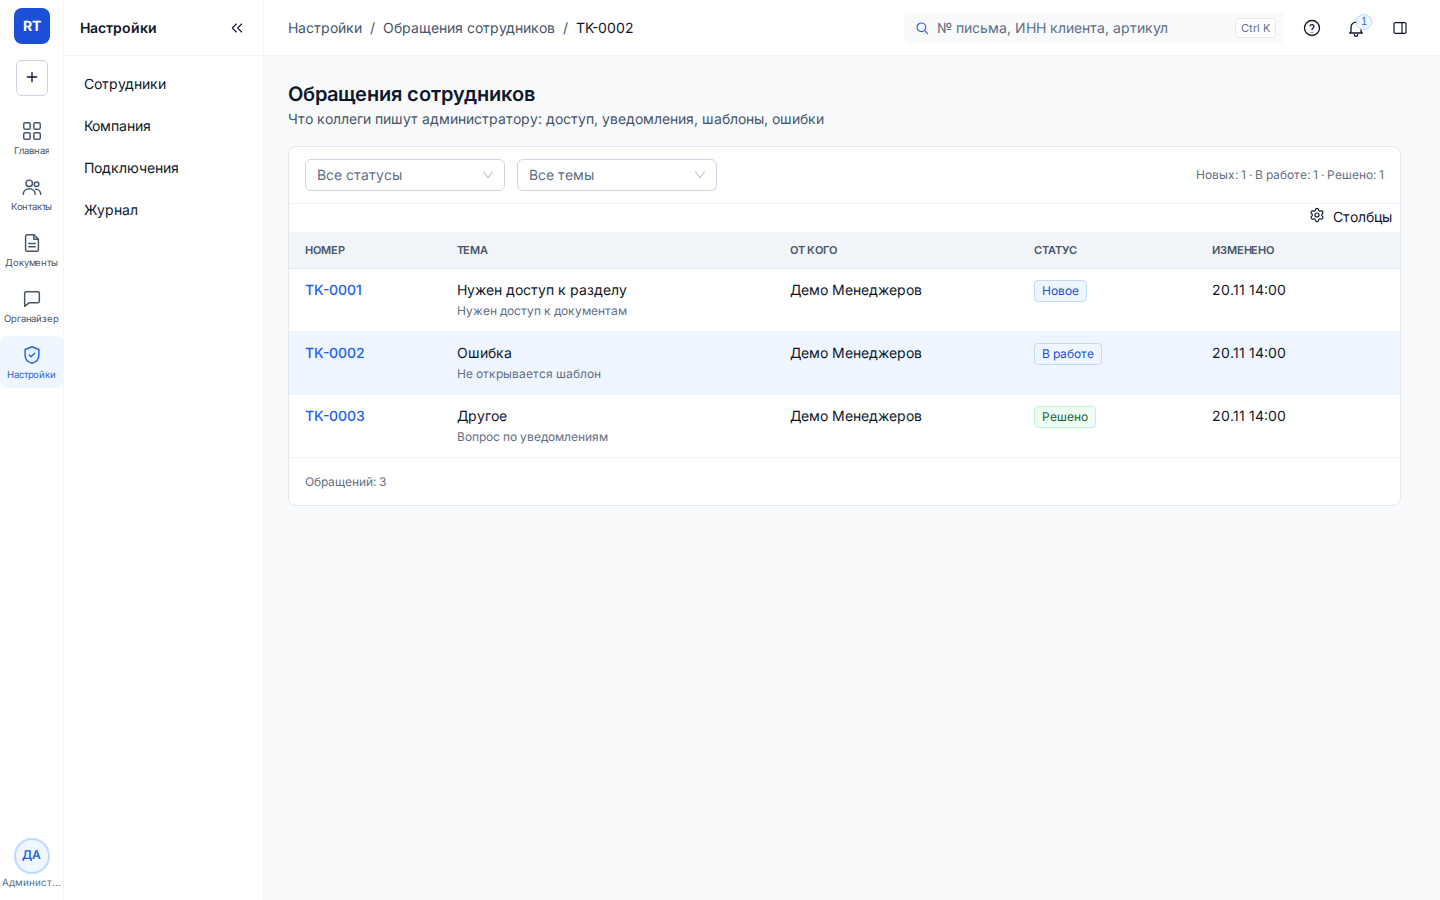 RT
Настройки
Настройки / Обращения сотрудников / ТК-0002
№ письма, ИНН клиента, артикул
Ctrl K
1
Главная
Контакты
Документы
Органайзер
Настройки
ДА
Админист...
Сотрудники
Компания
Подключения
Журнал
Обращения сотрудников
Что коллеги пишут администратору: доступ, уведомления, шаблоны, ошибки
Все статусы
Все темы
Новых: 1 · В работе: 1 · Решено: 1
Столбцы
НОМЕР ТЕМА ОТ КОГО СТАТУС ИЗМЕНЕНО
ТК-0001 Нужен доступ к разделу Демо Менеджеров Новое 20.11 14:00
Нужен доступ к документам
ТК-0002 Ошибка Демо Менеджеров В работе 20.11 14:00
Не открывается шаблон
ТК-0003 Другое Демо Менеджеров Решено 20.11 14:00
Вопрос по уведомлениям
Обращений: 3